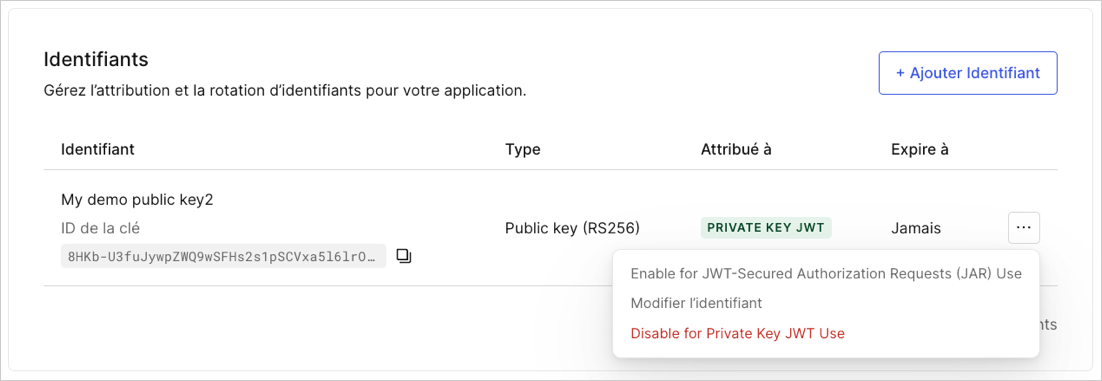 Identifiants
+ Ajouter Identifiant
Gérez l’attribution et la rotation d’identifiants pour votre application.
Identifiant Type Attribué à Expire à
My demo public key2
ID de la clé
Public key (RS256) PRIVATE KEY JWT Jamais
8HKb-U3fuJywpZWQ9wSFHs2s1pSCVxa5l6lrO…
Enable for JWT-Secured Authorization Requests (JAR) Use
Modifier l’identifiant
Disable for Private Key JWT Use